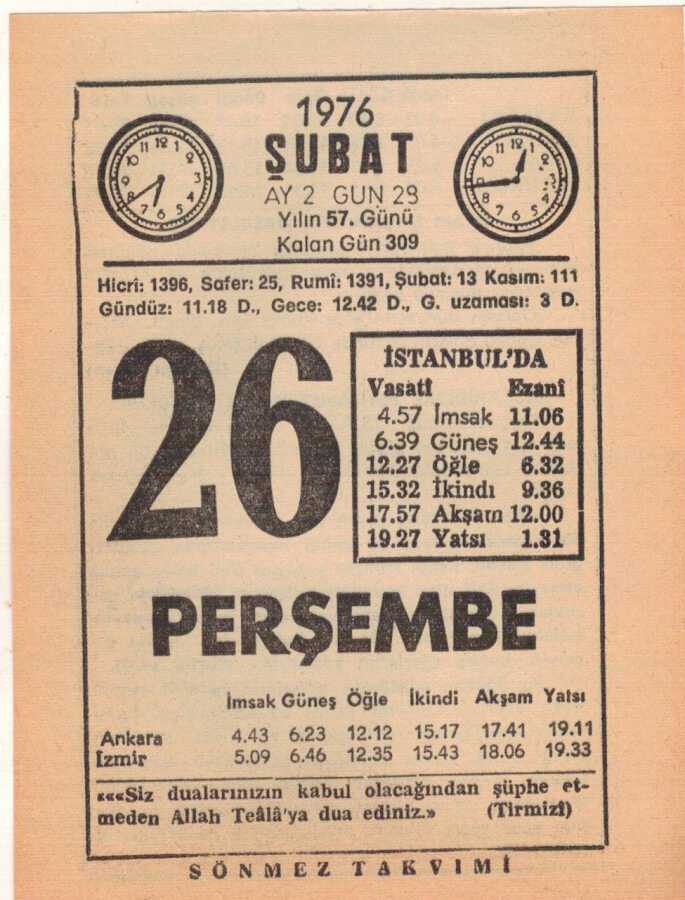 1976
ŞUBAT
AY 2 GUN 29
Yılın 57. Günü
Kalan Gün 309
Hicrî: 1396, Safer: 25, Rumî: 1391, Şubat: 13 Kasım: 111
Gündüz: 11.18 D., Gece: 12.42 D., G. uzaması: 3 D.
26
İSTANBUL'DA
Vasatî Ezanî
4.57 İmsak 11.06
6.39 Güneş 12.44
12.27 Öğle 6.32
15.32 İkindı 9.36
17.57 Akşam 12.00
19.27 Yatsı 1.31
PERŞEMBE
İmsak Güneş Öğle İkindi Akşam Yatsı
Ankara 4.43 6.23 12.12 15.17 17.41 19.11
İzmir 5.09 6.46 12.35 15.43 18.06 19.33
«««Siz dualarınızın kabul olacağından şüphe et-
meden Allah Teâlâ'ya dua ediniz.» (Tirmizî)
SÖNMEZ TAKVIMİ